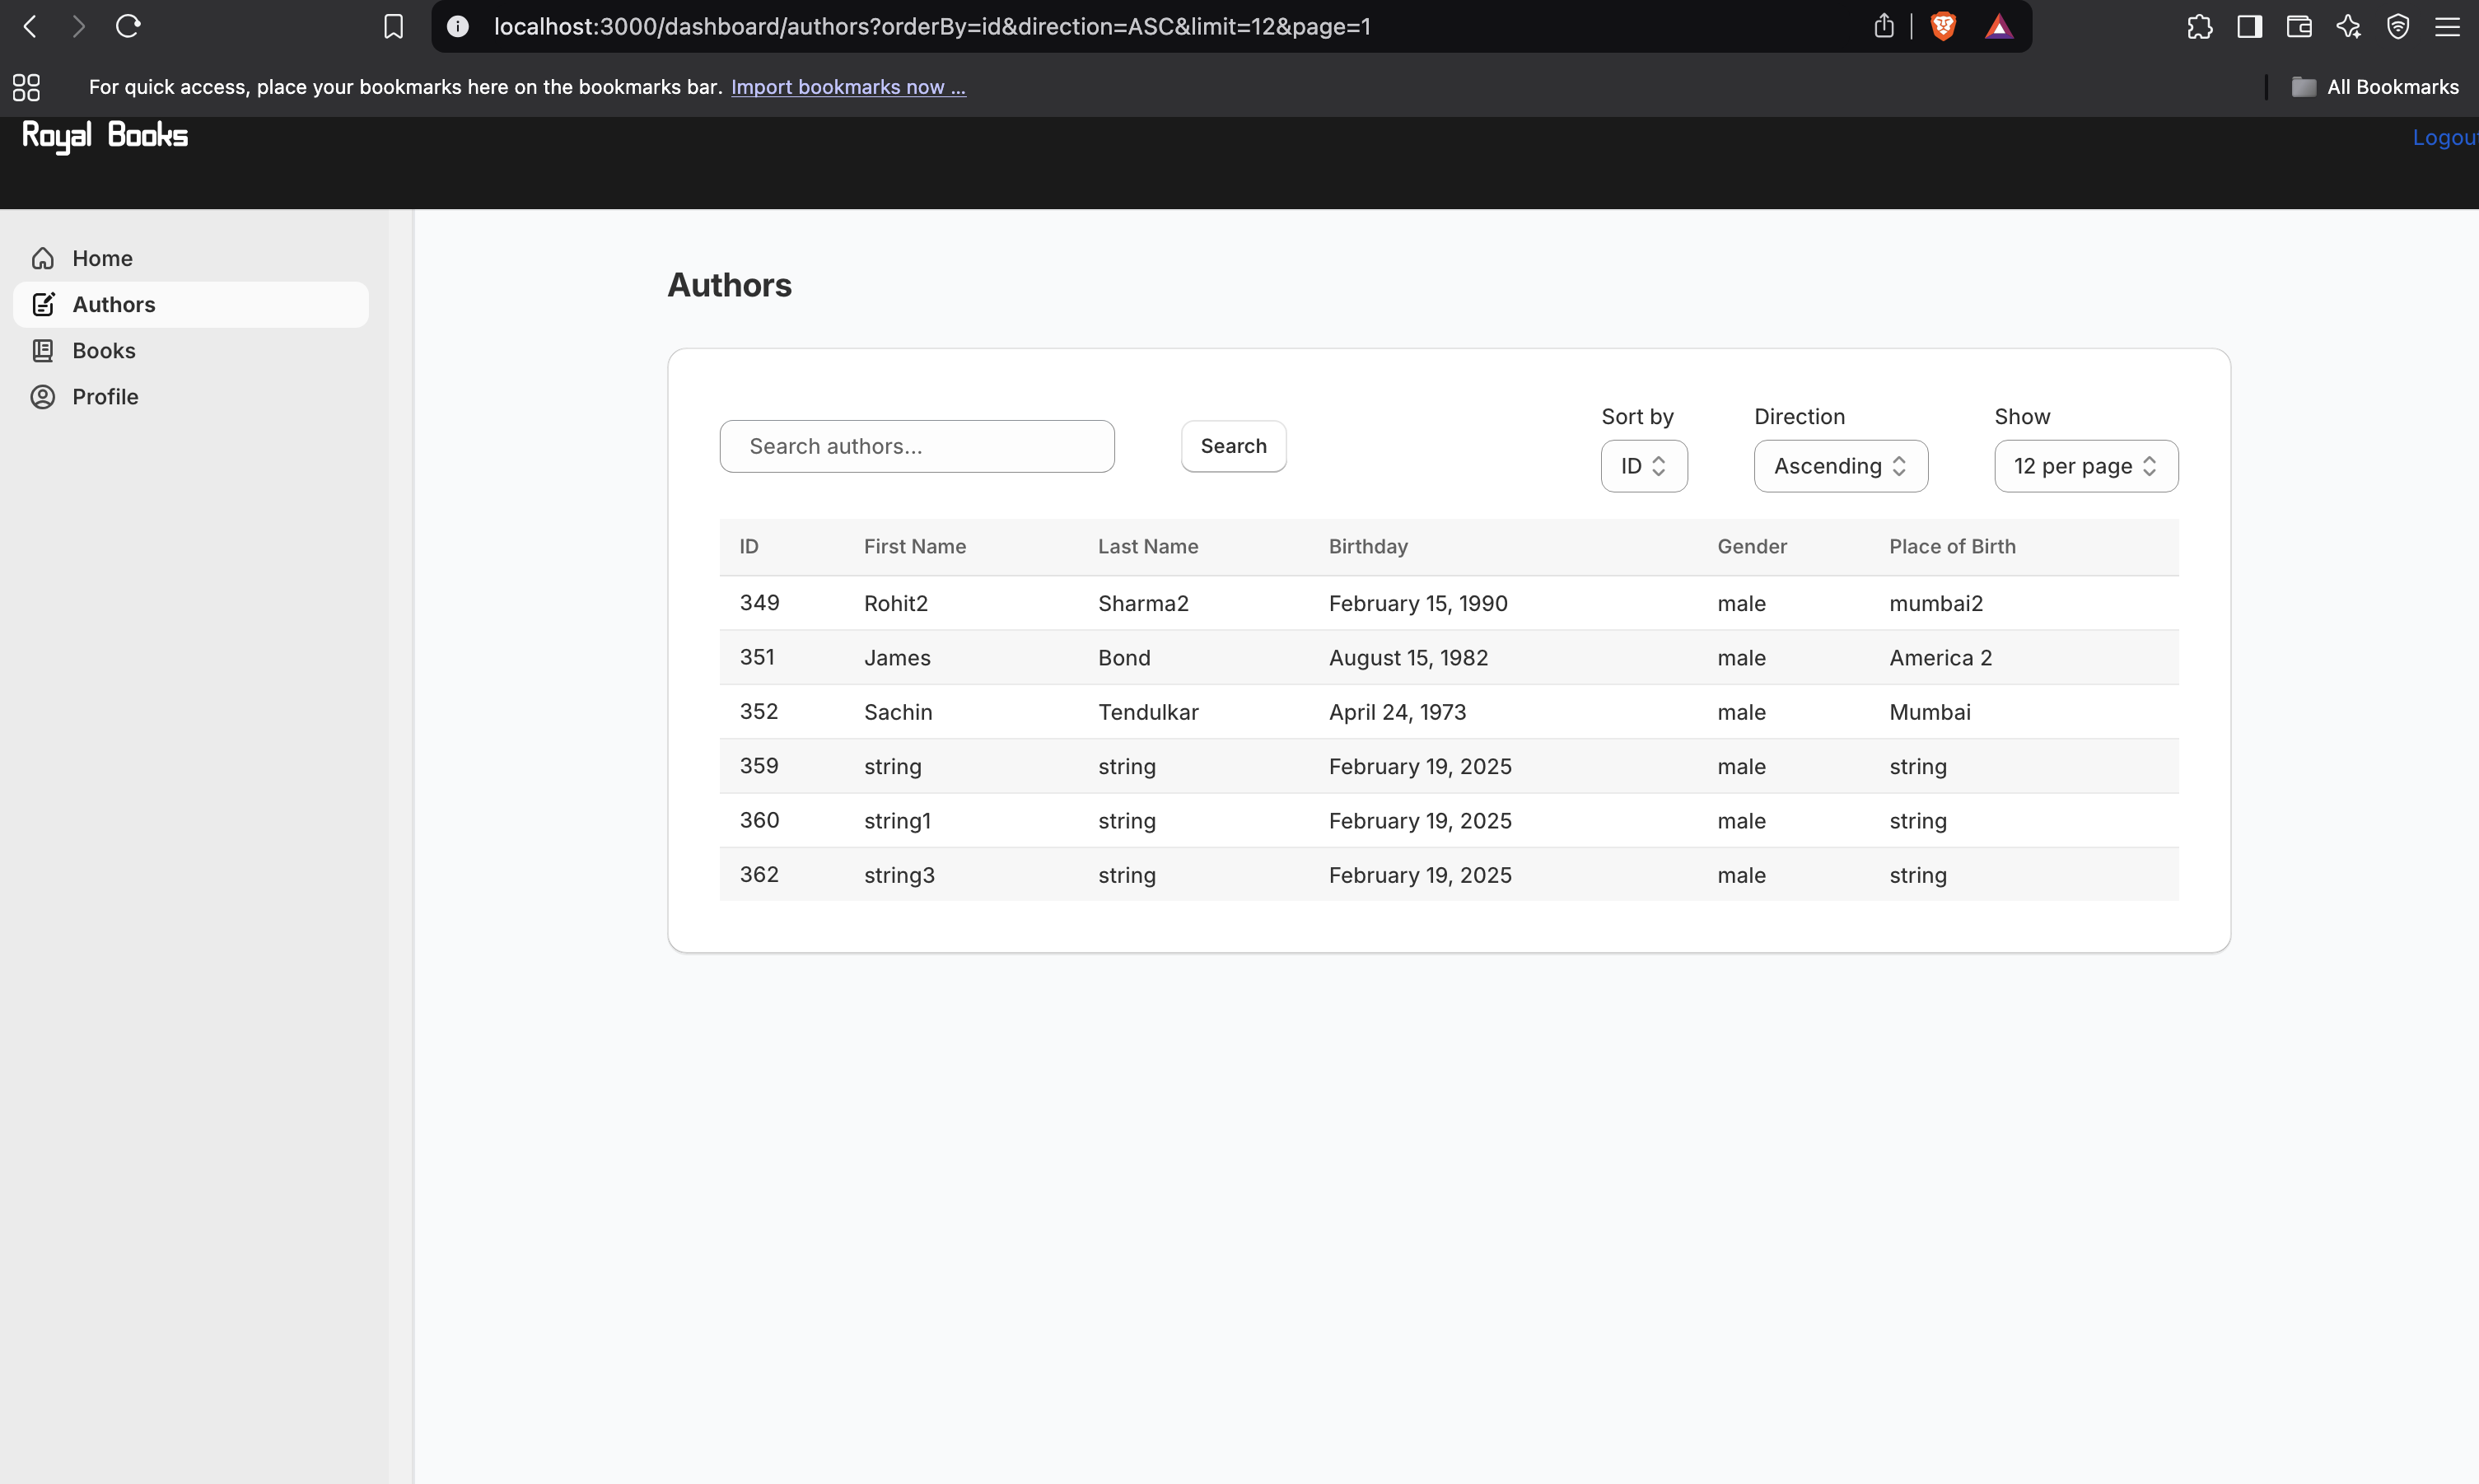 localhost:3000/dashboard/authors?orderBy=id&direction=ASC&limit=12&page=1
For quick access, place your bookmarks here on the bookmarks bar. Import bookmarks now ...
All Bookmarks
Royal Books
Logou
Home
Authors
Books
Profile
Authors
Sort by Direction Show
Search authors... Search ID Ascending 12 per page
ID First Name Last Name Birthday Gender Place of Birth
349 Rohit2 Sharma2 February 15, 1990 male mumbai2
351 James Bond August 15, 1982 male America 2
352 Sachin Tendulkar April 24, 1973 male Mumbai
359 string string February 19, 2025 male string
360 string1 string February 19, 2025 male string
362 string3 string February 19, 2025 male string